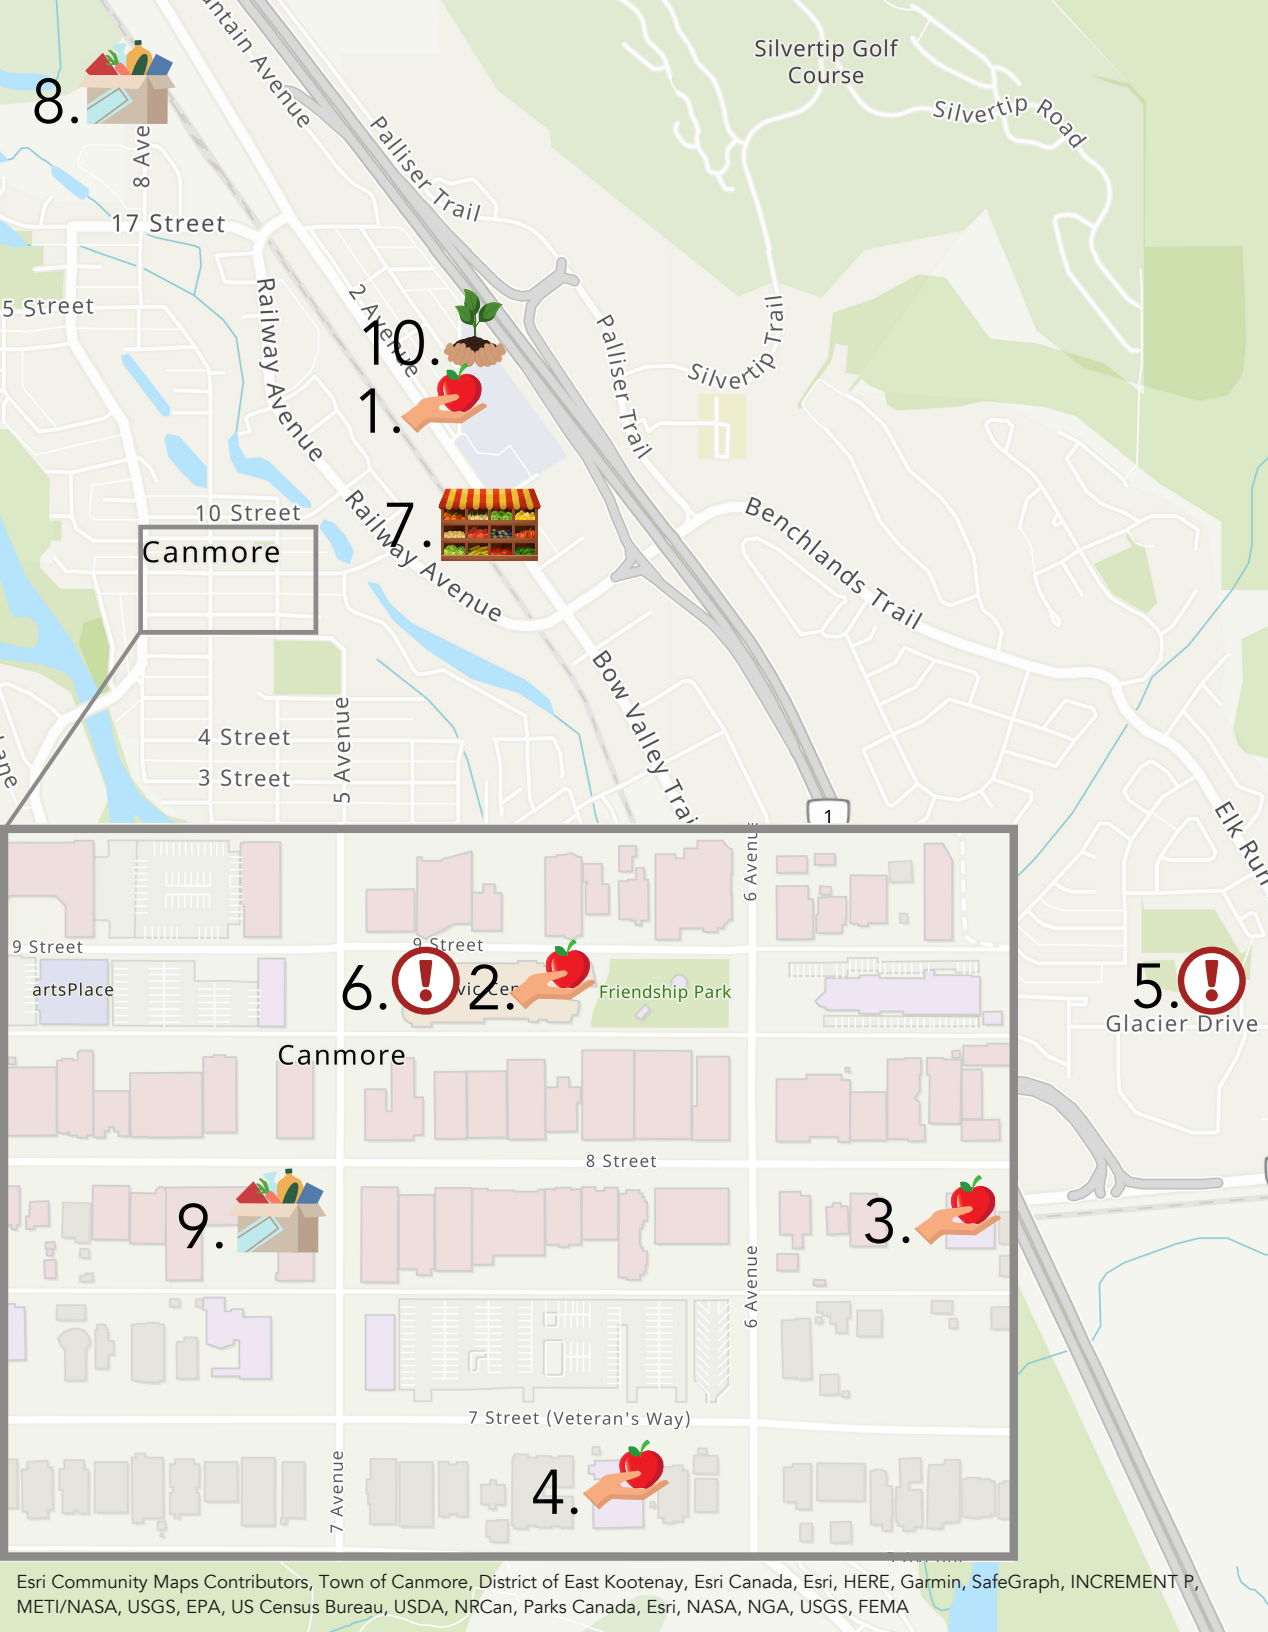 Mountain Avenue
Silvertip Golf
Course
Silvertip Road
8.
8 Ave
Palliser Trail
17 Street
5 Street
Railway Avenue
2 Avenue
10.
1.
Palliser Trail
Silvertip Trail
10 Street
Railway Avenue
7.
Benchlands Trail
Canmore
Bow Valley Trai
4 Street
3 Street
5 Avenue
ane
1
Elk Run
6 Avenue
9 Street
9 Street
artsPlace
6.
!
vic Cen
2.
Friendship Park
5.
!
Glacier Drive
Canmore
8 Street
9.
3.
6 Avenue
7 Street (Veteran's Way)
7 Avenue
4.
Esri Community Maps Contributors, Town of Canmore, District of East Kootenay, Esri Canada, Esri, HERE, Garmin, SafeGraph, INCREMENT P,
METI/NASA, USGS, EPA, US Census Bureau, USDA, NRCan, Parks Canada, Esri, NASA, NGA, USGS, FEMA